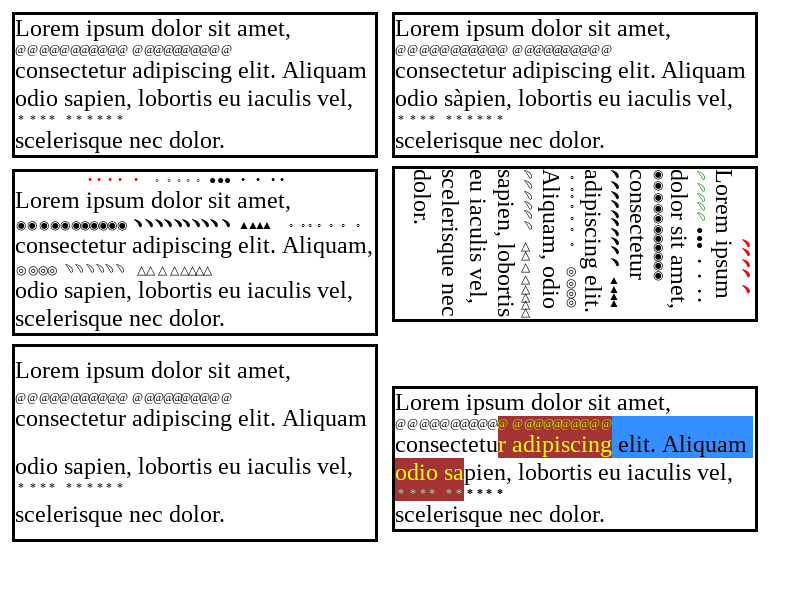 Lorem ipsum dolor sit amet,
consectetur adipiscing elit. Aliquam
odio sapien, lobortis eu iaculis vel,
scelerisque nec dolor.
Lorem ipsum dolor sit amet,
consectetur adipiscing elit. Aliquam
odio sàpien, lobortis eu iaculis vel,
scelerisque nec dolor.
Lorem ipsum dolor sit amet,
consectetur adipiscing elit. Aliquam,
odio sapien, lobortis eu iaculis vel,
scelerisque nec dolor.
Lorem ipsum
dolor sit amet,
consectetur
adipiscing elit.
Aliquam, odio
sapien, lobortis
eu iaculis vel,
scelerisque nec
dolor.
Lorem ipsum dolor sit amet,
consectetur adipiscing elit. Aliquam
odio sapien, lobortis eu iaculis vel,
scelerisque nec dolor.
Lorem ipsum dolor sit amet,
consectetur adipiscing elit. Aliquam
odio sapien, lobortis eu iaculis vel,
scelerisque nec dolor.